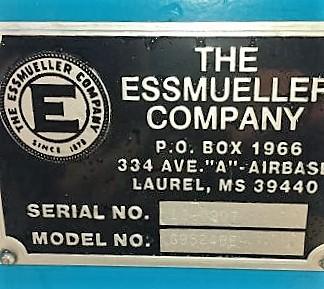 THE ESSMUELLER COMPANY
E
SINCE 1878
THE
ESSMUELLER
COMPANY
P.O. BOX 1966
334 AVE."A"-AIRBASE
LAUREL, MS 39440
SERIAL NO.
MODEL NO.